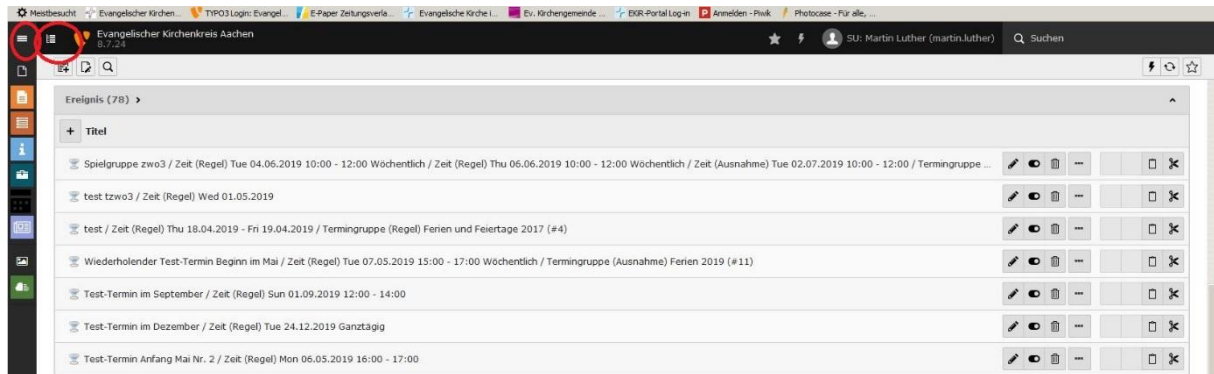 Meistbesucht Evangelischer Kirchen... TYPO3 Login: Evangel... E-Paper Zeitungsverla... Evangelische Kirche i... Ev. Kirchengemeinde ... EKIR-Portal Log-in Anmelden - Piwik Photocase - Für alle, ...
Evangelischer Kirchenkreis Aachen
8.7.24
SU: Martin Luther (martin.luther) Suchen
Ereignis (78)
+ Titel
Spielgruppe zwo3 / Zeit (Regel) Tue 04.06.2019 10:00 - 12:00 Wöchentlich / Zeit (Regel) Thu 06.06.2019 10:00 - 12:00 Wöchentlich / Zeit (Ausnahme) Tue 02.07.2019 10:00 - 12:00 / Termingruppe ...
test tzwo3 / Zeit (Regel) Wed 01.05.2019
test / Zeit (Regel) Thu 18.04.2019 - Fri 19.04.2019 / Termingruppe (Regel) Ferien und Feiertage 2017 (#4)
Wiederholender Test-Termin Beginn im Mai / Zeit (Regel) Tue 07.05.2019 15:00 - 17:00 Wöchentlich / Termingruppe (Ausnahme) Ferien 2019 (#11)
Test-Termin im September / Zeit (Regel) Sun 01.09.2019 12:00 - 14:00
Test-Termin im Dezember / Zeit (Regel) Tue 24.12.2019 Ganztägig
Test-Termin Anfang Mai Nr. 2 / Zeit (Regel) Mon 06.05.2019 16:00 - 17:00